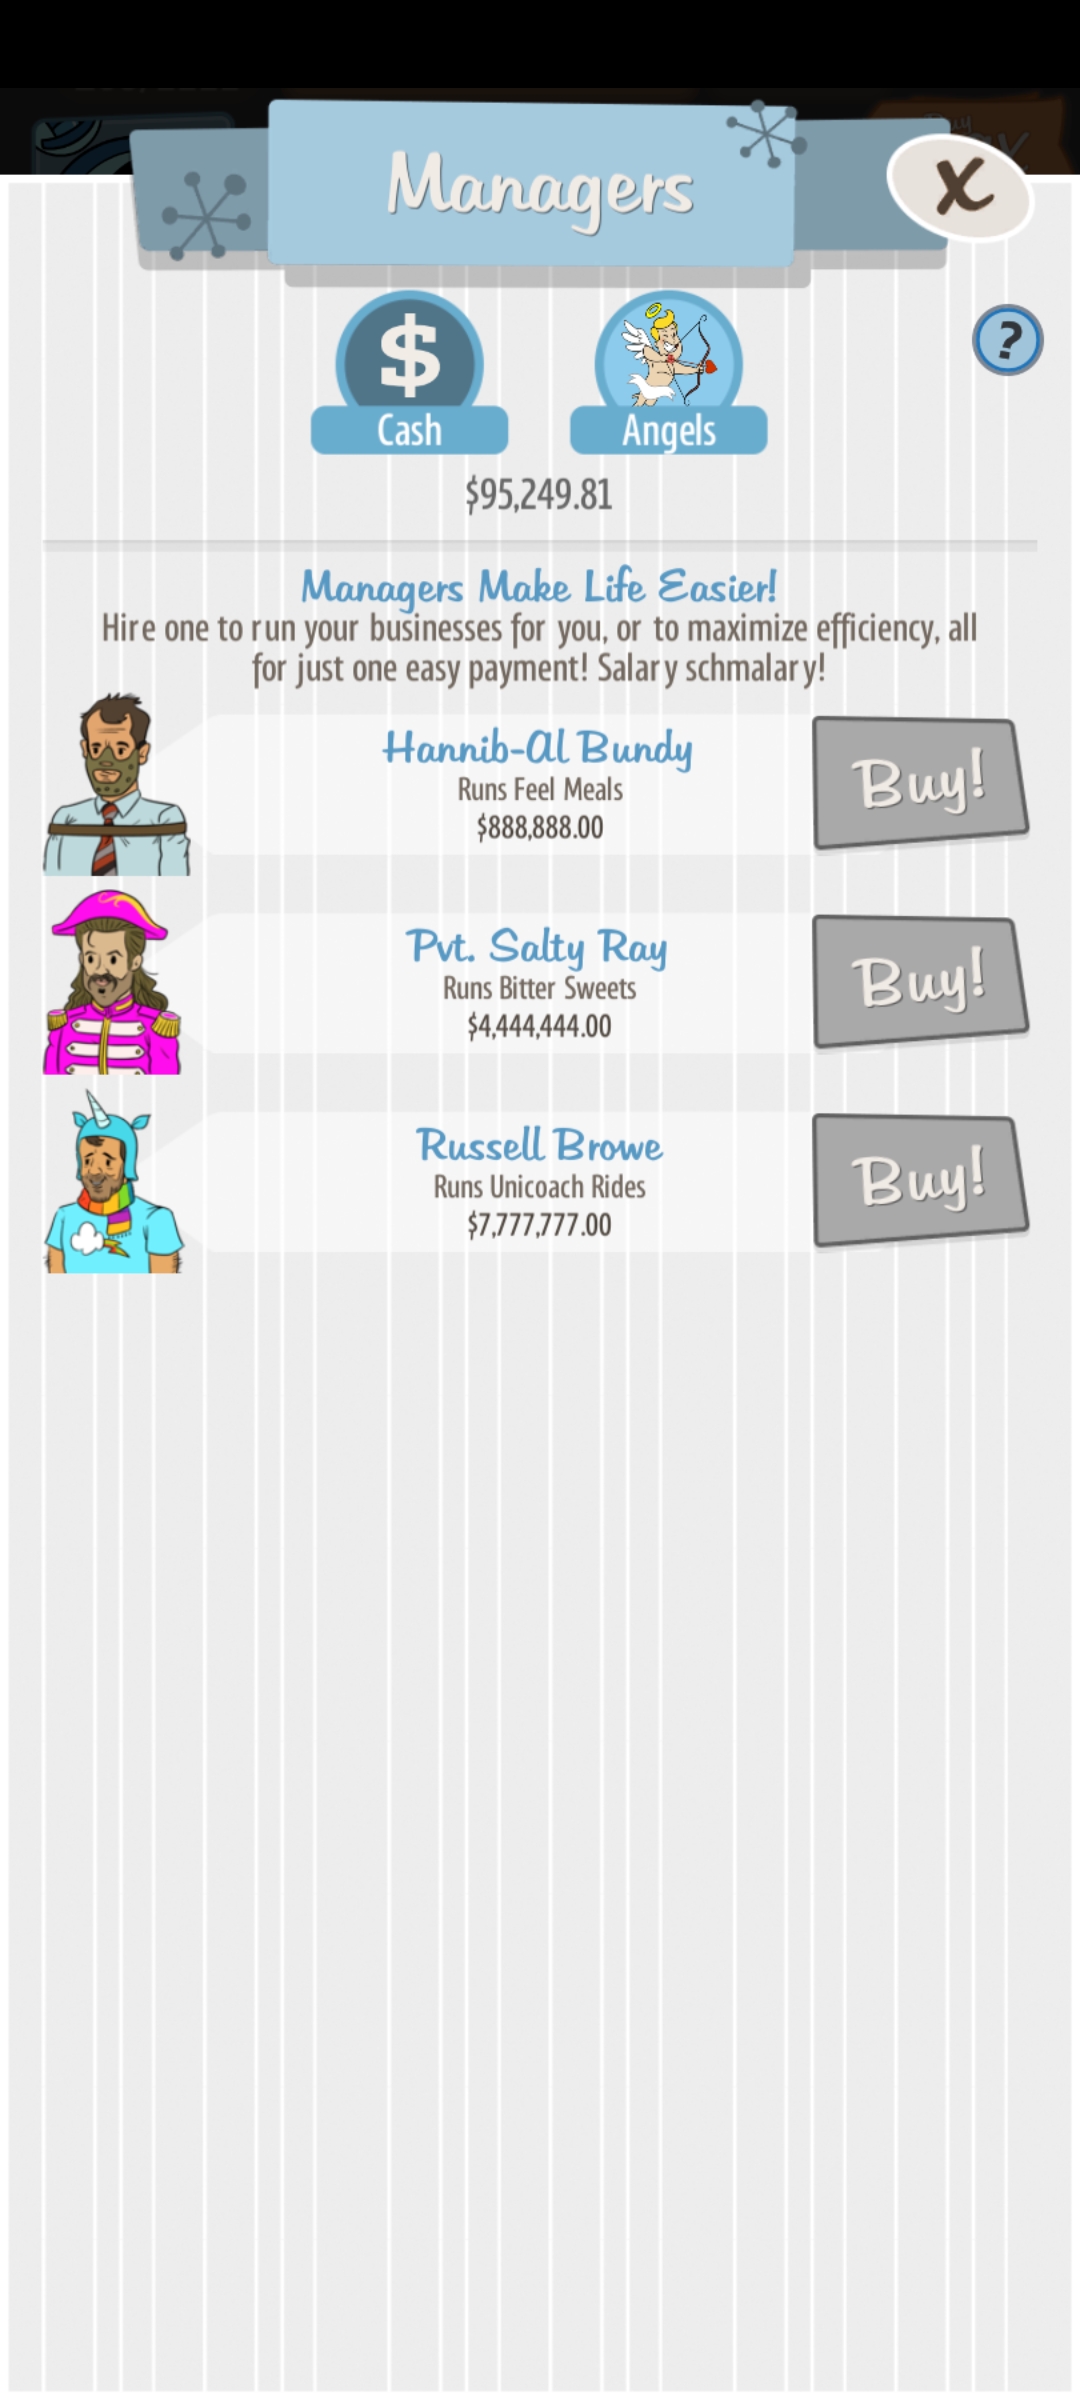 Managers
X
$
?
Cash
Angels
$95,249.81
Managers Make Life Easier!
Hire one to run your businesses for you, or to maximize efficiency, all
for just one easy payment! Salary schmalary!
Hannib-Al Bundy
Runs Feel Meals
$888,888.00
Buy!
Pvt. Salty Ray
Runs Bitter Sweets
$4,444,444.00
Buy!
Russell Browe
Runs Unicoach Rides
$7,777,777.00
Buy!